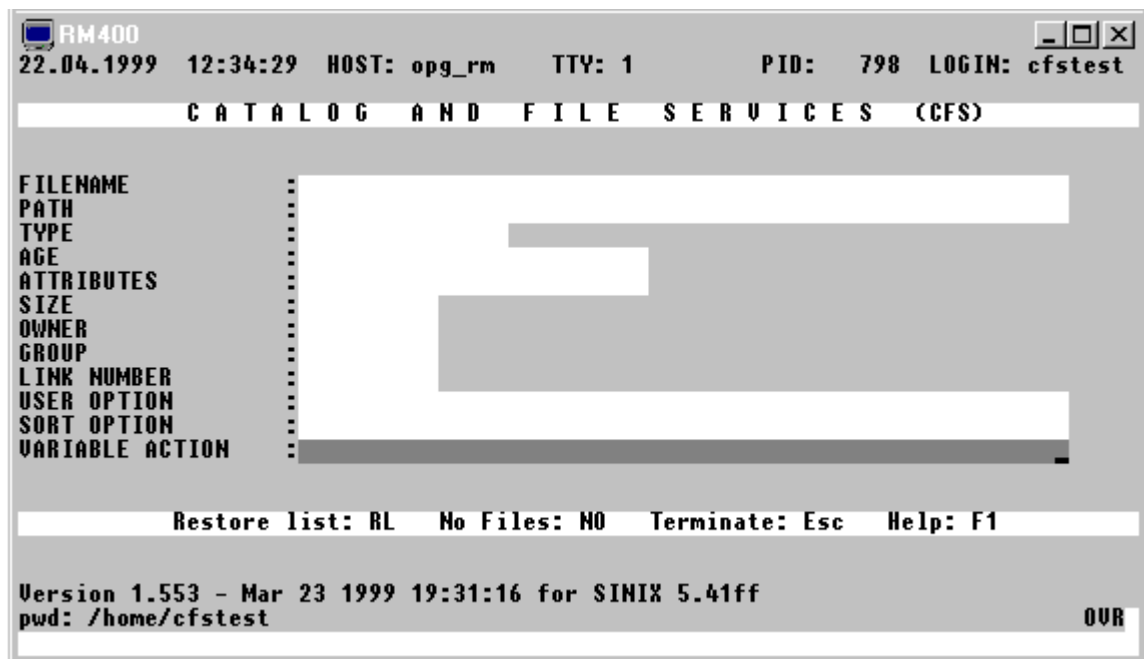 RM400
22.04.1999 12:34:29 HOST: opg_rm TTY: 1 PID: 798 LOGIN: cfstest
C A T A L O G A N D F I L E S E R V I C E S (CFS)
FILENAME :
PATH :
TYPE :
AGE :
ATTRIBUTES :
SIZE :
OWNER :
GROUP :
LINK NUMBER :
USER OPTION :
SORT OPTION :
VARIABLE ACTION :
Restore list: RL No Files: NO Terminate: Esc Help: F1
Version 1.553 - Mar 23 1999 19:31:16 for SINIX 5.41ff
pwd: /home/cfstest OVR